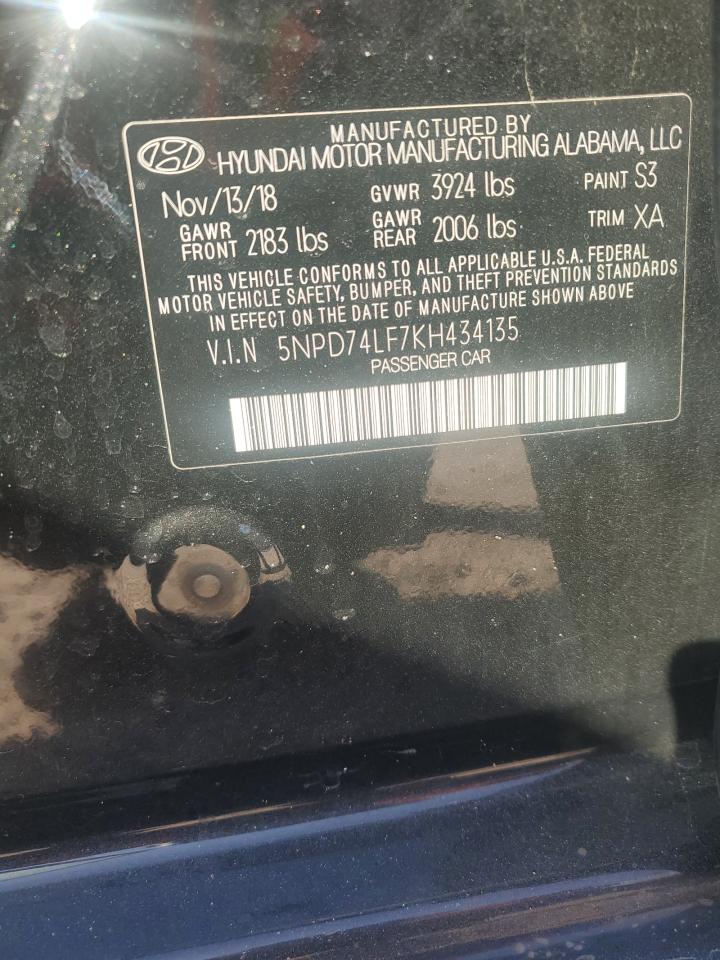 MANUFACTURED BY
HYUNDAI MOTOR MANUFACTURING ALABAMA, LLC
Nov/13/18 GVWR 3924 lbs PAINT S3
GAWR FRONT 2183 lbs GAWR REAR 2006 lbs TRIM XA
THIS VEHICLE CONFORMS TO ALL APPLICABLE U.S.A. FEDERAL
MOTOR VEHICLE SAFETY, BUMPER, AND THEFT PREVENTION STANDARDS
IN EFFECT ON THE DATE OF MANUFACTURE SHOWN ABOVE
V.I.N 5NPD74LF7KH434135
PASSENGER CAR